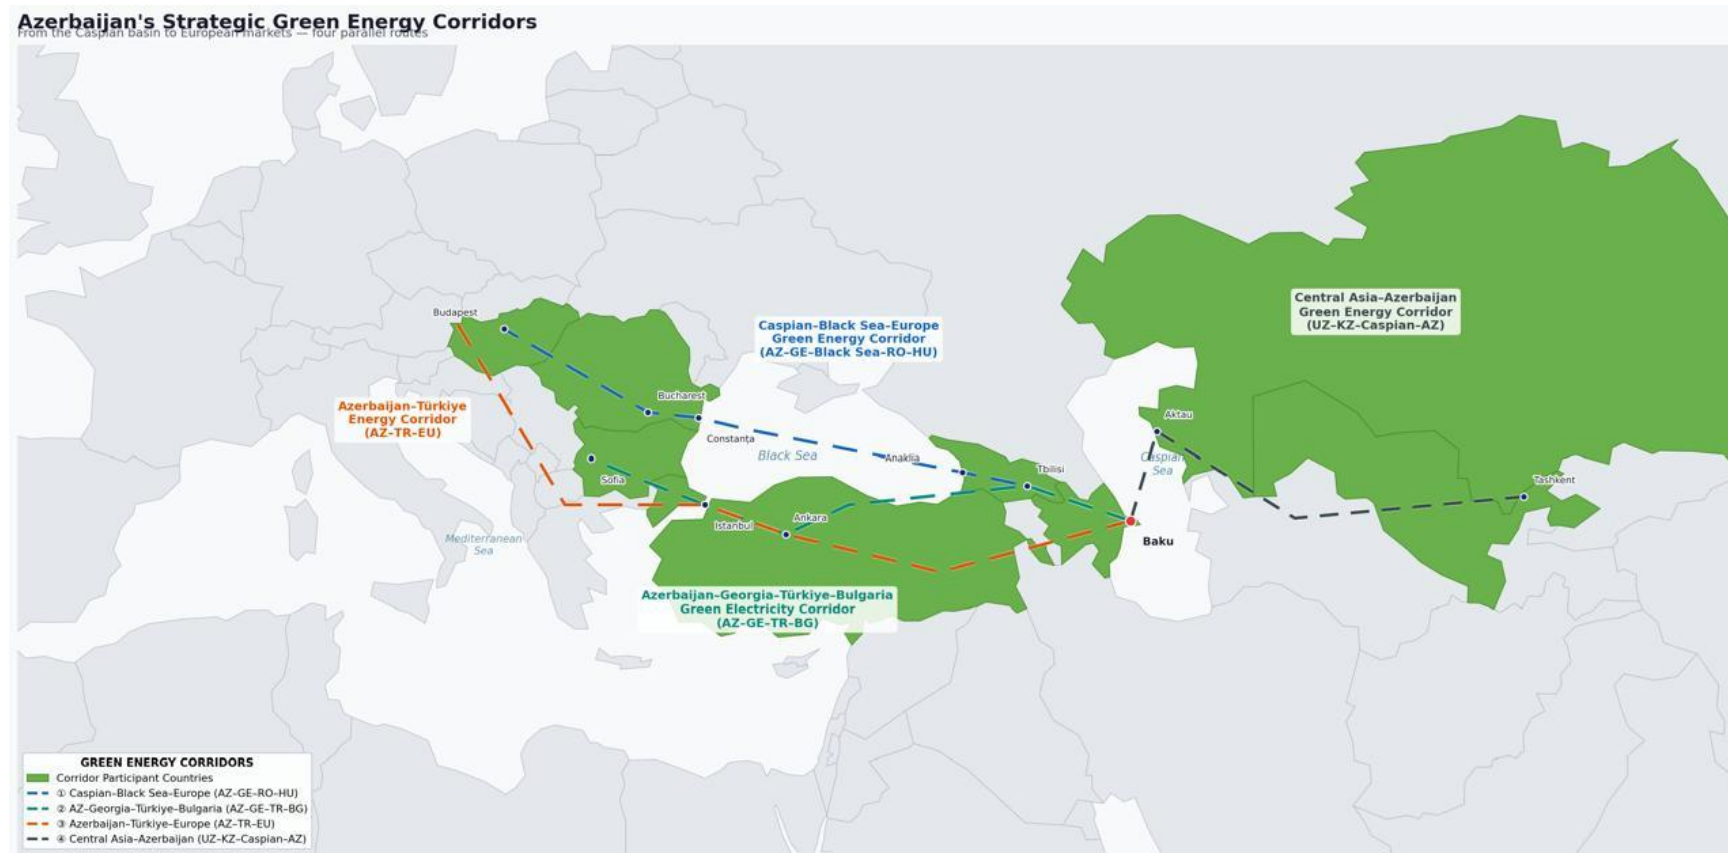 Azerbaijan's Strategic Green Energy Corridors
From the Caspian basin to European markets — four parallel routes
Budapest
Caspian–Black Sea–Europe
Green Energy Corridor
(AZ–GE–Black Sea–RO–HU)
Central Asia–Azerbaijan
Green Energy Corridor
(UZ–KZ–Caspian–AZ)
Azerbaijan–Türkiye
Energy Corridor
(AZ–TR–EU)
Bucharest
Constanța
Black Sea
Anaklia
Tbilisi
Aktau
Caspian
Sea
Tashkent
Sofia
Istanbul
Ankara
Baku
Mediterranean
Sea
Azerbaijan–Georgia–Türkiye–Bulgaria
Green Electricity Corridor
(AZ–GE–TR–BG)
GREEN ENERGY CORRIDORS
Corridor Participant Countries
① Caspian–Black Sea–Europe (AZ–GE–RO–HU)
② AZ–Georgia–Türkiye–Bulgaria (AZ–GE–TR–BG)
③ Azerbaijan–Türkiye–Europe (AZ–TR–EU)
④ Central Asia–Azerbaijan (UZ–KZ–Caspian–AZ)